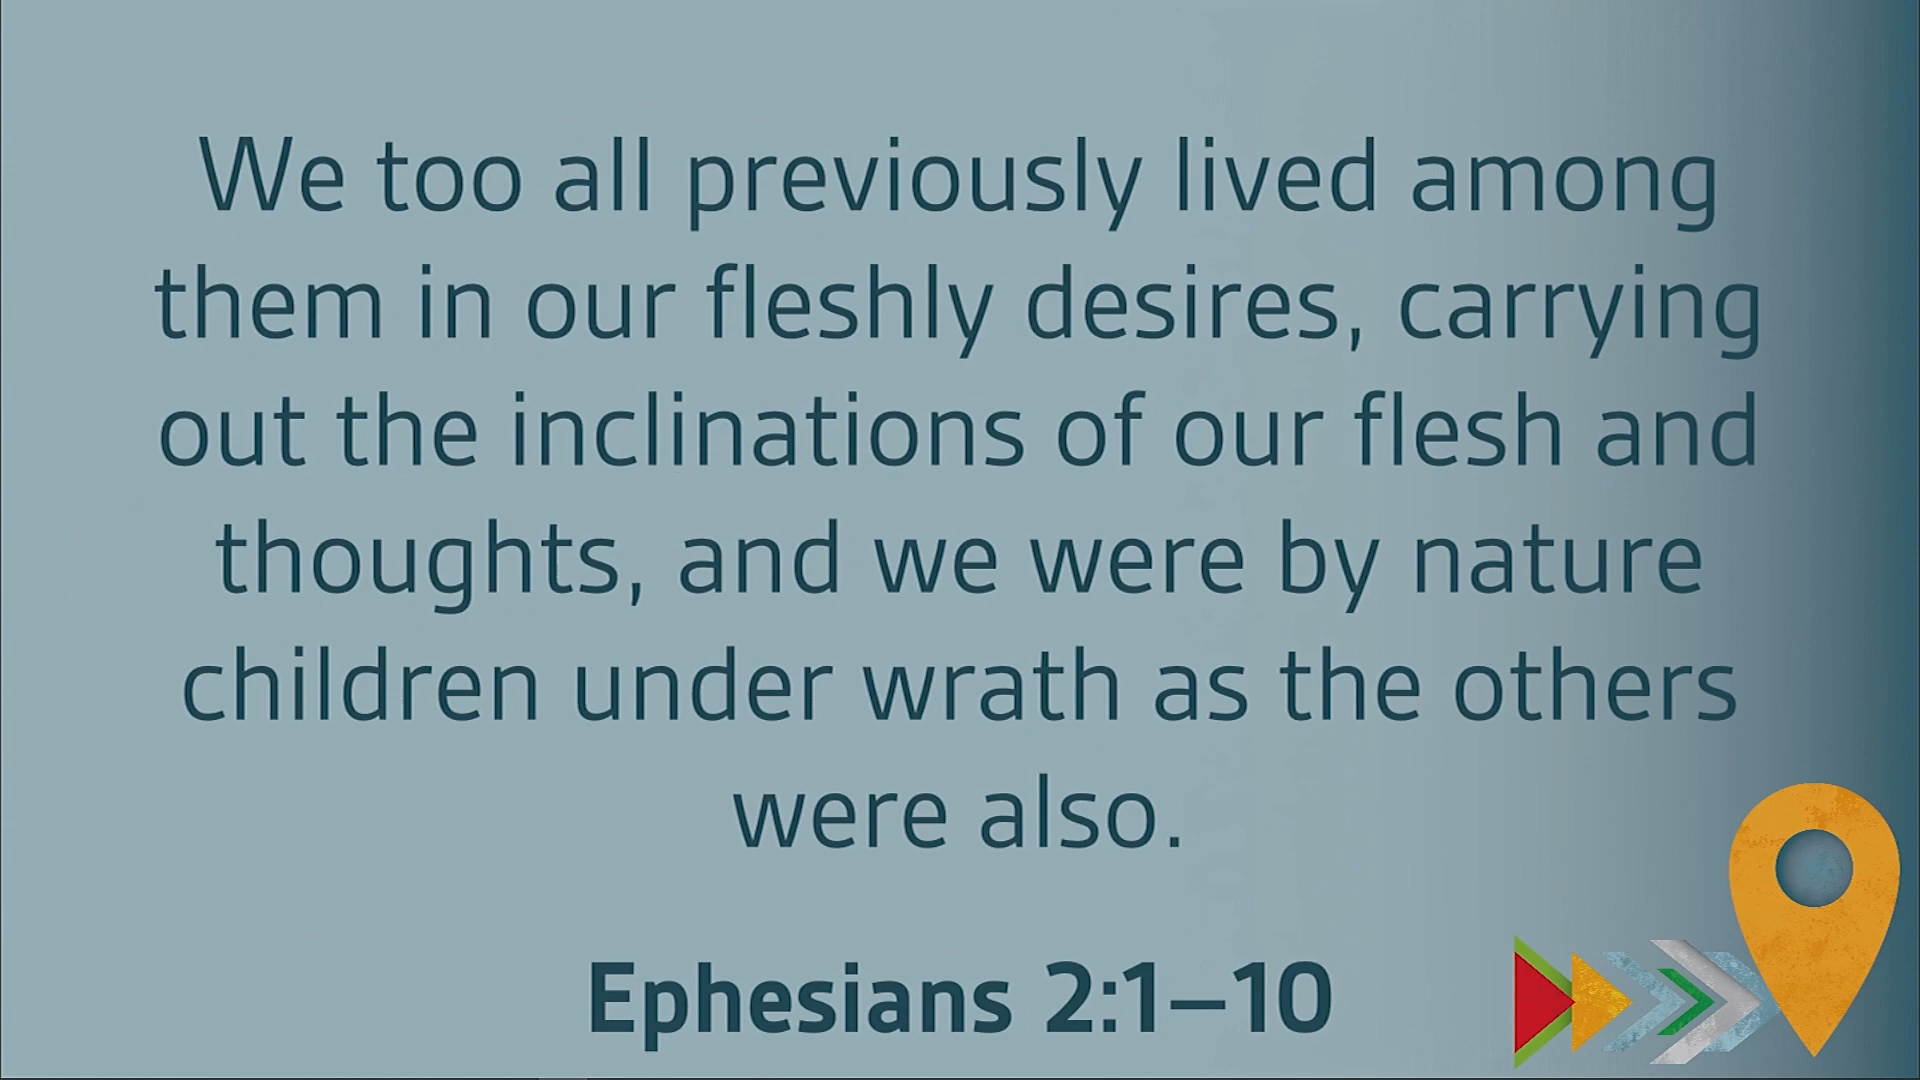 We too all previously lived among
them in our fleshly desires, carrying
out the inclinations of our flesh and
thoughts, and we were by nature
children under wrath as the others
were also.
Ephesians 2:1–10